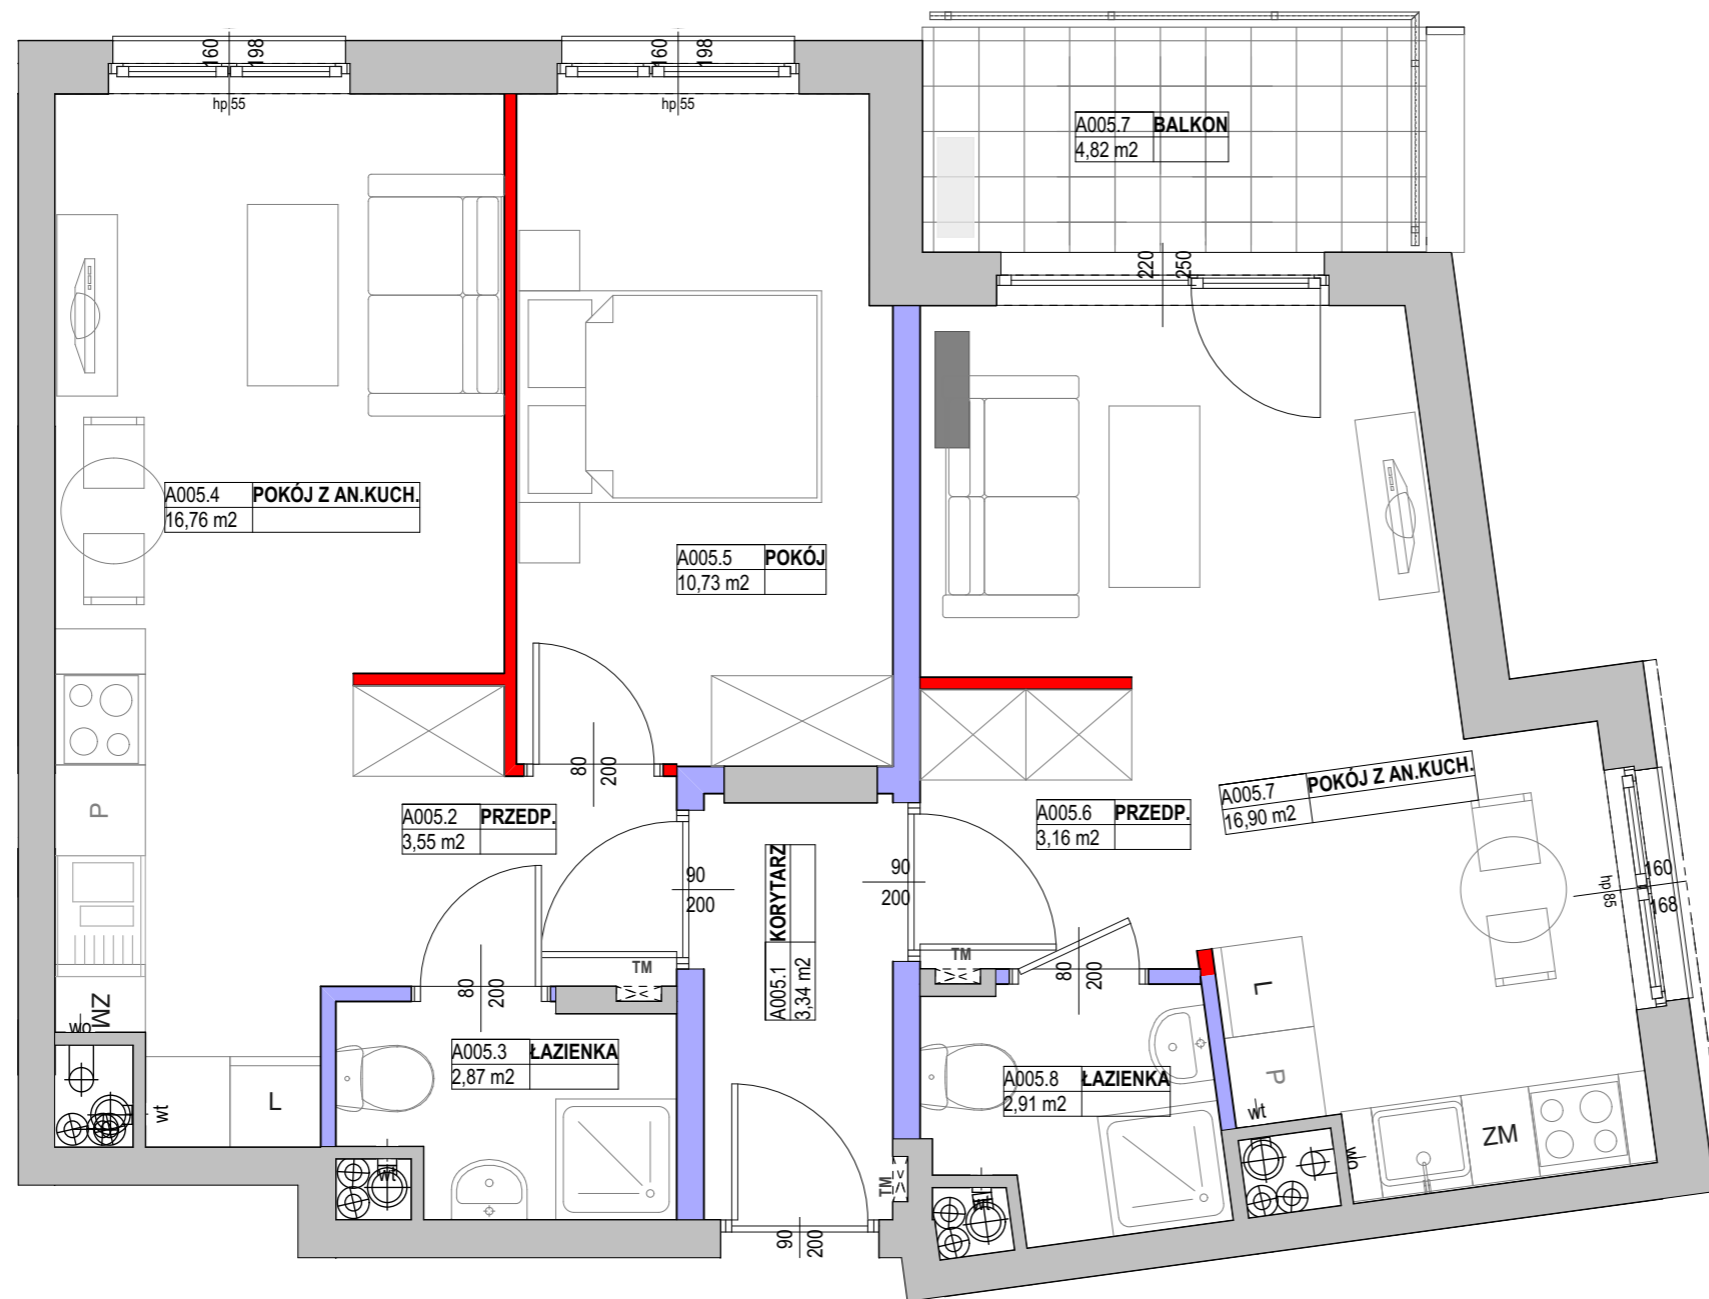 160
198
hp 55
160
198
hp 55
A005.7 BALKON
4,82 m2
220
250
A005.4 POKÓJ Z AN.KUCH.
16,76 m2
A005.5 POKÓJ
10,73 m2
80
200
A005.2 PRZEDP.
3,55 m2
A005.6 PRZEDP.
3,16 m2
A005.7 POKÓJ Z AN.KUCH.
16,90 m2
P
90
200
A005.1 KORYTARZ
3,34 m2
90
200
160
168
hp 85
TM
TM
80
200
80
200
ZM
wo
L
P
A005.3 ŁAZIENKA
2,87 m2
A005.8 ŁAZIENKA
2,91 m2
wt
L
wt
wo
ZM
wt
TM
wt
90
200